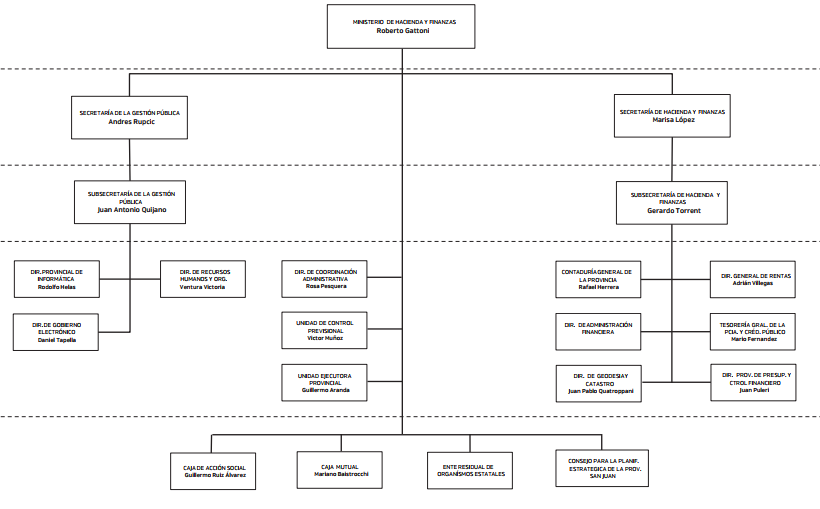 MINISTERIO DE HACIENDA Y FINANZAS
Roberto Gattoni
SECRETARÍA DE LA GESTIÓN PÚBLICA
Andres Rupcic
SECRETARÍA DE HACIENDA Y FINANZAS
Marisa López
SUBSECRETARÍA DE LA GESTIÓN
PÚBLICA
Juan Antonio Quijano
SUBSECRETARÍA DE HACIENDA Y
FINANZAS
Gerardo Torrent
DIR. PROVINCIAL DE
INFORMÁTICA
Rodolfo Helas
DIR. DE RECURSOS
HUMANOS Y ORG.
Ventura Victoria
DIR. DE COORDINACIÓN
ADMINISTRATIVA
Rosa Pesquera
CONTADURÍA GENERAL DE
LA PROVINCIA
Rafael Herrera
DIR. GENERAL DE RENTAS
Adrián Villegas
DIR. DE GOBIERNO
ELECTRÓNICO
Daniel Tapella
UNIDAD DE CONTROL
PREVISIONAL
Victor Muñoz
DIR. DE ADMINISTRACIÓN
FINANCIERA
TESORERÍA GRAL. DE LA
PCIA. Y CRÉD. PÚBLICO
Mario Fernandez
UNIDAD EJECUTORA
PROVINCIAL
Guillermo Aranda
DIR. DE GEODESIA Y
CATASTRO
Juan Pablo Quatroppani
DIR. PROV. DE PRESUP. Y
CTROL FINANCIERO
Juan Puleri
CAJA DE ACCIÓN SOCIAL
Guillermo Ruiz Álvarez
CAJA MUTUAL
Mariano Baistrocchi
ENTE RESIDUAL DE
ORGANÍSMOS ESTATALES
CONSEJO PARA LA PLANIF.
ESTRATEGICA DE LA PROV.
SAN JUAN